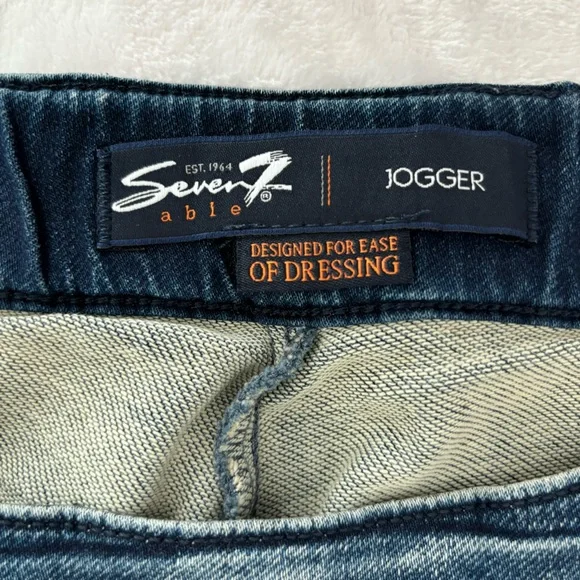 EST. 1964
Seven7®
able
JOGGER
DESIGNED FOR EASE
OF DRESSING